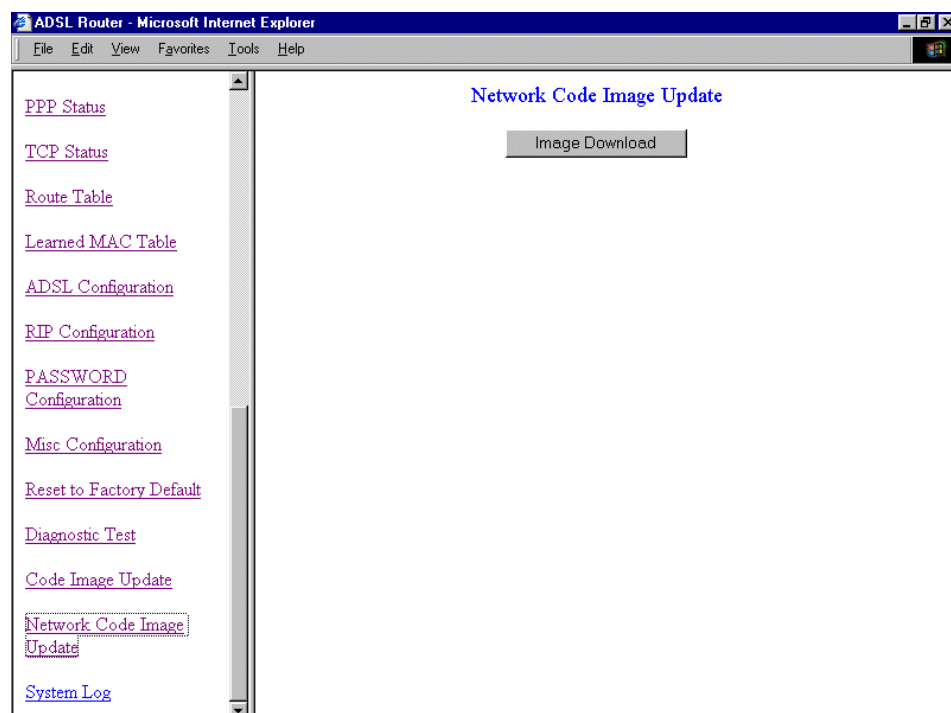 ADSL Router - Microsoft Internet Explorer
File Edit View Favorites Tools Help
PPP Status
TCP Status
Route Table
Learned MAC Table
ADSL Configuration
RIP Configuration
PASSWORD
Configuration
Misc Configuration
Reset to Factory Default
Diagnostic Test
Code Image Update
Network Code Image
Update
System Log
Network Code Image Update
Image Download